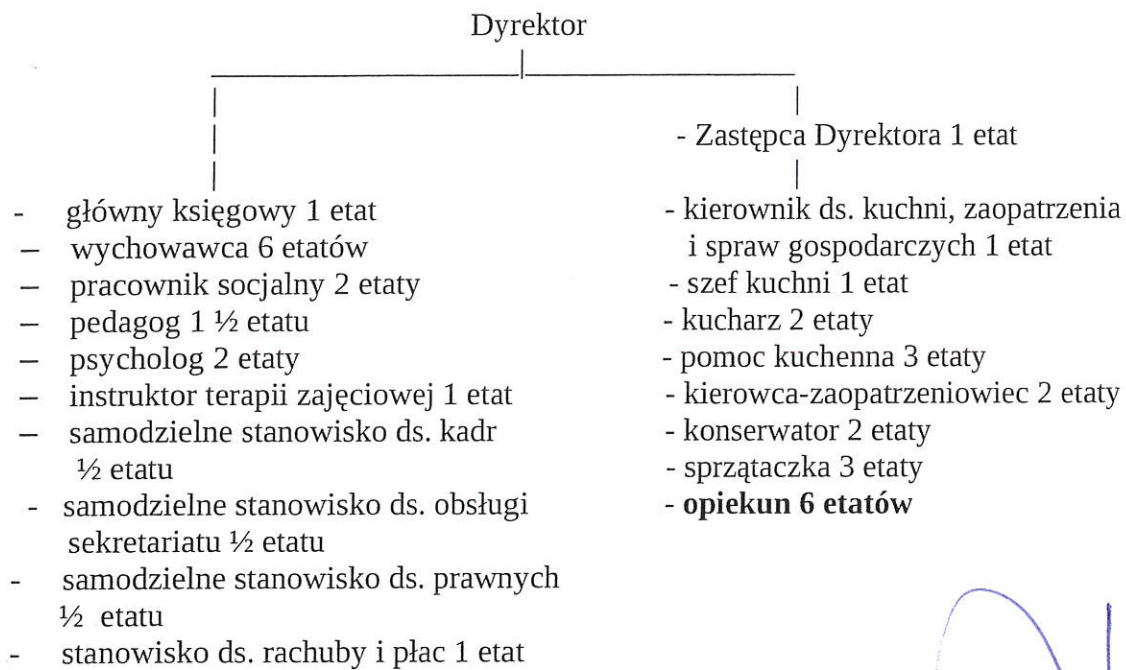 Dyrektor
- główny księgowy 1 etat
– wychowawca 6 etatów
– pracownik socjalny 2 etaty
– pedagog 1 ½ etatu
– psycholog 2 etaty
– instruktor terapii zajęciowej 1 etat
– samodzielne stanowisko ds. kadr
½ etatu
- samodzielne stanowisko ds. obsługi
sekretariatu ½ etatu
- samodzielne stanowisko ds. prawnych
½ etatu
- stanowisko ds. rachuby i płac 1 etat
- Zastępca Dyrektora 1 etat
- kierownik ds. kuchni, zaopatrzenia
i spraw gospodarczych 1 etat
- szef kuchni 1 etat
- kucharz 2 etaty
- pomoc kuchenna 3 etaty
- kierowca-zaopatrzeniowiec 2 etaty
- konserwator 2 etaty
- sprzątaczka 3 etaty
- opiekun 6 etatów